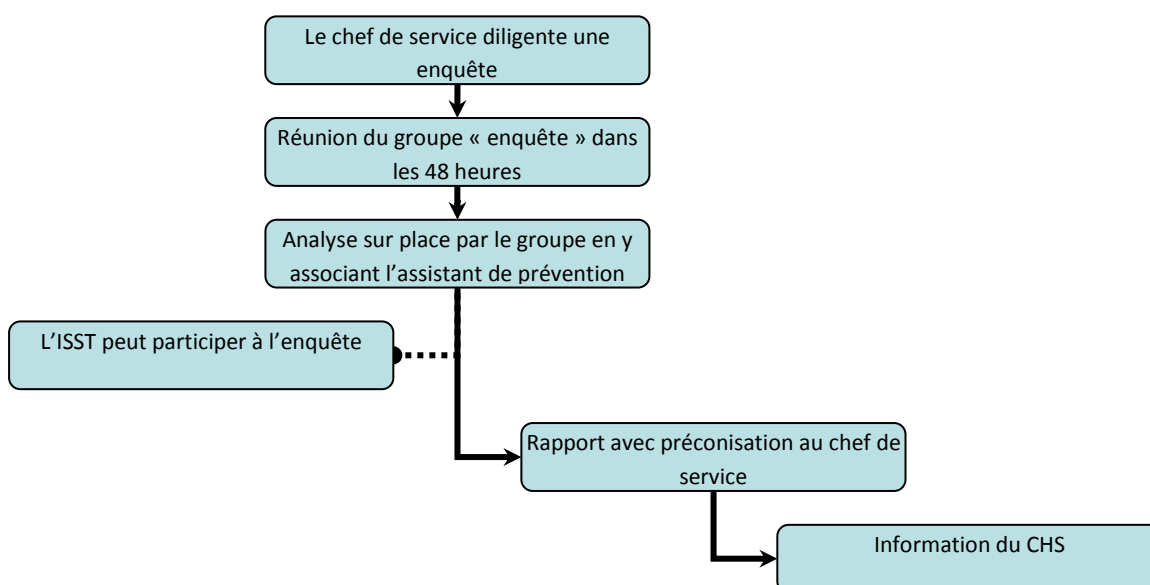 Le chef de service diligente une
enquête
Réunion du groupe « enquête » dans
les 48 heures
Analyse sur place par le groupe en y
associant l’assistant de prévention
L’ISST peut participer à l’enquête
Rapport avec préconisation au chef de
service
Information du CHS